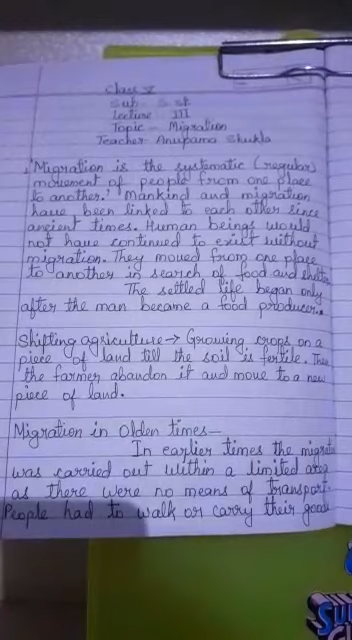 Class V
Sub - S.st
Lecture III
Topic - Migration
Teacher- Anupama Shukla
"Migration is the systematic (regular)
movement of people from one place
to another." Mankind and migration
have been linked to each other since
ancient times. Human beings would
not have continued to exist without
migration. They moved from one place
to another in search of food and shelter
The settled life began only
after the man became a food producer.
Shifting agriculture → Growing crops on a
piece of land till the soil is fertile. Then
the farmer abandon it and move to a new
piece of land.
Migration in Olden times—
In earlier times the
was carried out within a limited area
as there were no means of transport.
People had to walk or carry their goods